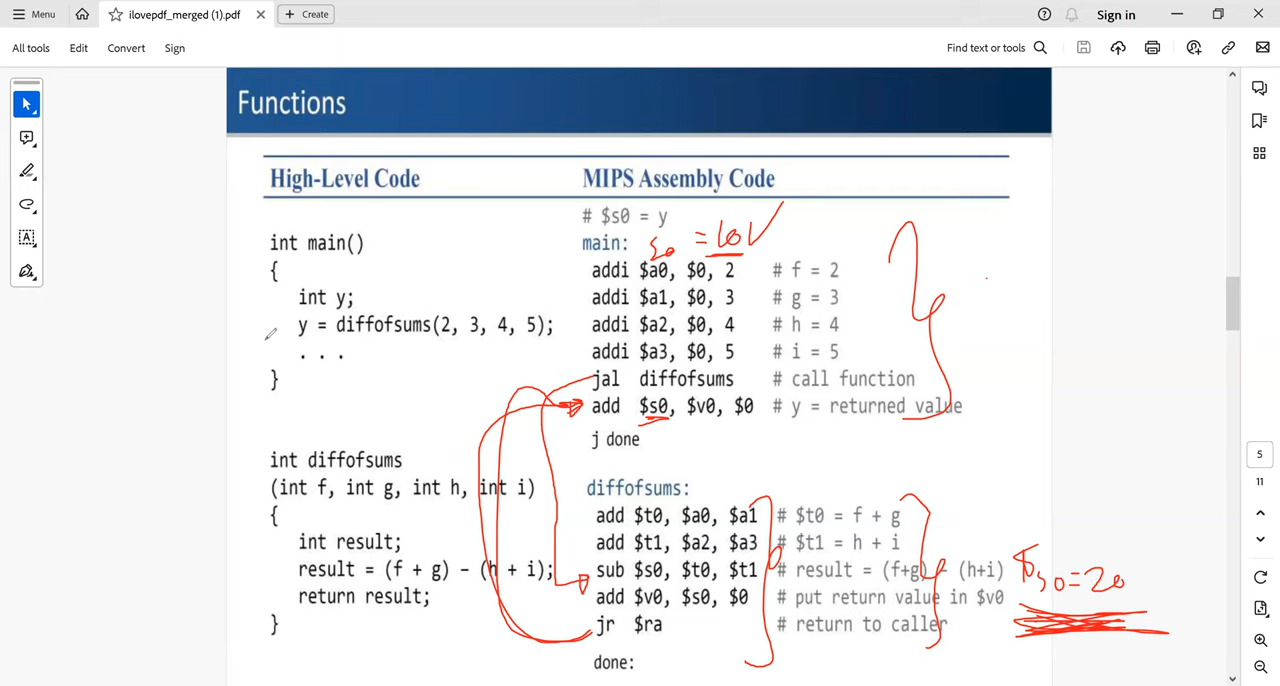 Menu ilovepdf_merged (1).pdf Create Sign in
All tools Edit Convert Sign Find text or tools
Functions
High-Level Code MIPS Assembly Code
# $s0 = y
int main() main: s0 = 10
{ addi $a0, $0, 2 # f = 2
int y; addi $a1, $0, 3 # g = 3
y = diffofsums(2, 3, 4, 5); addi $a2, $0, 4 # h = 4
. . . addi $a3, $0, 5 # i = 5
} jal diffofsums # call function
add $s0, $v0, $0 # y = returned value
j done
5
int diffofsums
11
(int f, int g, int h, int i) diffofsums:
{ add $t0, $a0, $a1 # $t0 = f + g
int result; add $t1, $a2, $a3 # $t1 = h + i
result = (f + g) − (h + i); sub $s0, $t0, $t1 # result = (f+g) − (h+i) $s0=20
return result; add $v0, $s0, $0 # put return value in $v0
} jr $ra # return to caller
done: